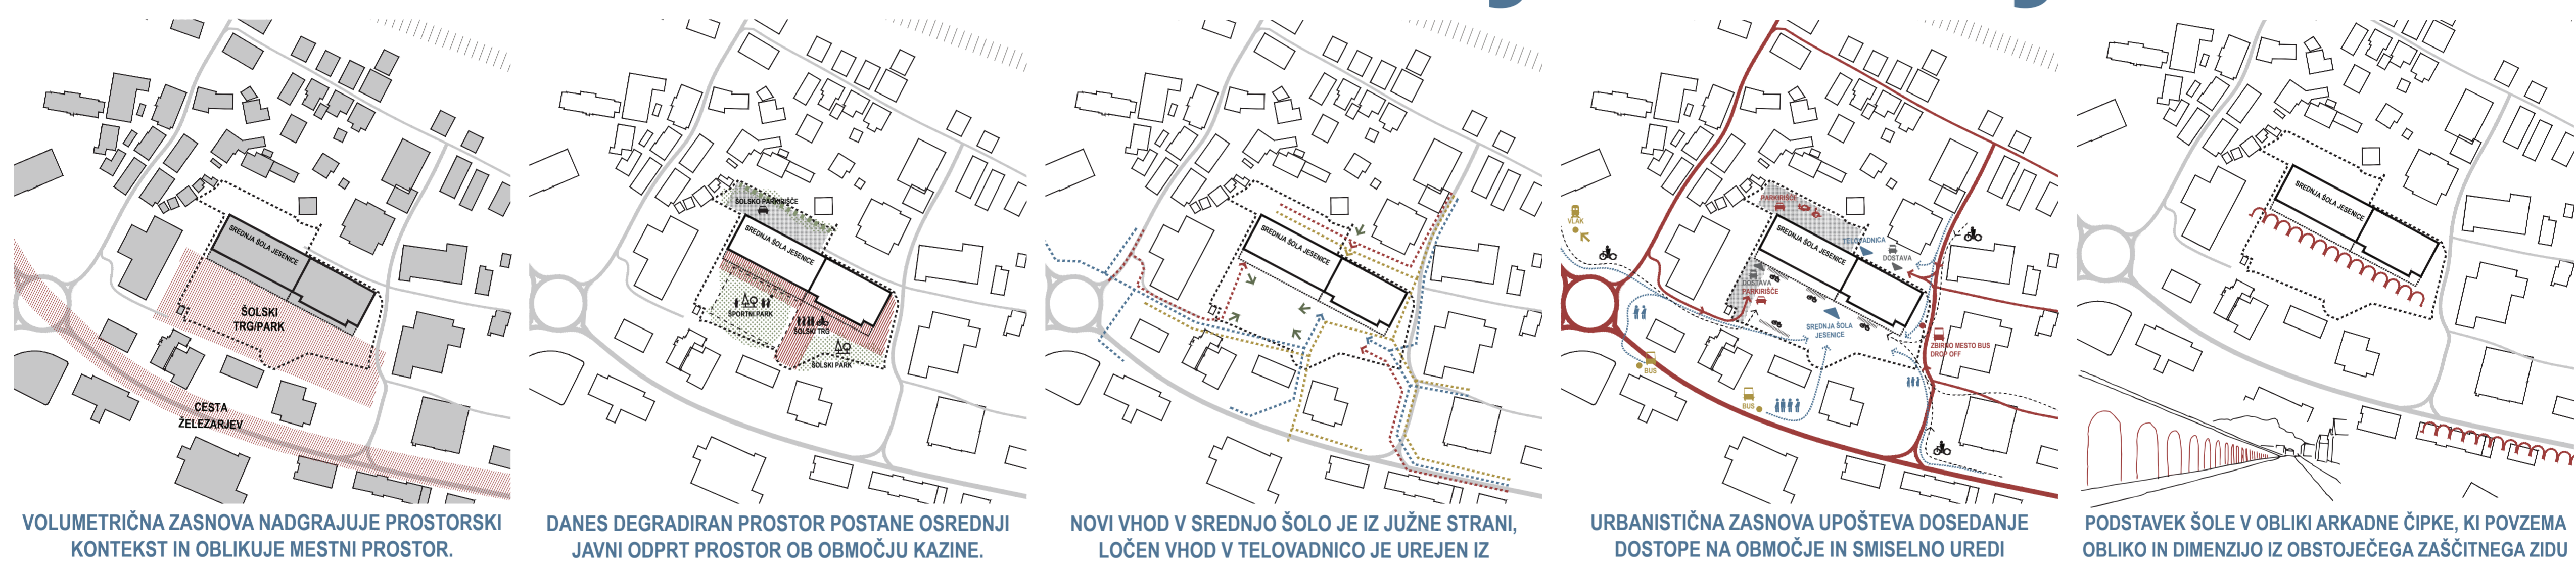 SREDNJA ŠOLA JESENICE
ŠOLSKI
TRG/PARK
CESTA
ŽELEZARJEV
VOLUMETRIČNA ZASNOVA NADGRAJUJE PROSTORSKI
KONTEKST IN OBLIKUJE MESTNI PROSTOR.
ŠOLSKO PARKIRIŠČE
SREDNJA ŠOLA JESENICE
ŠPORTNI PARK
ŠOLSKI TRG
ŠOLSKI PARK
DANES DEGRADIRAN PROSTOR POSTANE OSREDNJI
JAVNI ODPRT PROSTOR OB OBMOČJU KAZINE.
SREDNJA ŠOLA JESENICE
NOVI VHOD V SREDNJO ŠOLO JE IZ JUŽNE STRANI,
LOČEN VHOD V TELOVADNICO JE UREJEN IZ
VLAK
PARKIRIŠČE
SREDNJA ŠOLA JESENICE
TELOVADNICA
DOSTAVA
DOSTAVA
PARKIRIŠČE
SREDNJA ŠOLA
JESENICE
ZBIRNO MESTO BUS
DROP OFF
BUS
BUS
URBANISTIČNA ZASNOVA UPOŠTEVA DOSEDANJE
DOSTOPE NA OBMOČJE IN SMISELNO UREDI
SREDNJA ŠOLA JESENICE
PODSTAVEK ŠOLE V OBLIKI ARKADNE ČIPKE, KI POVZEMA
OBLIKO IN DIMENZIJO IZ OBSTOJEČEGA ZAŠČITNEGA ZIDU